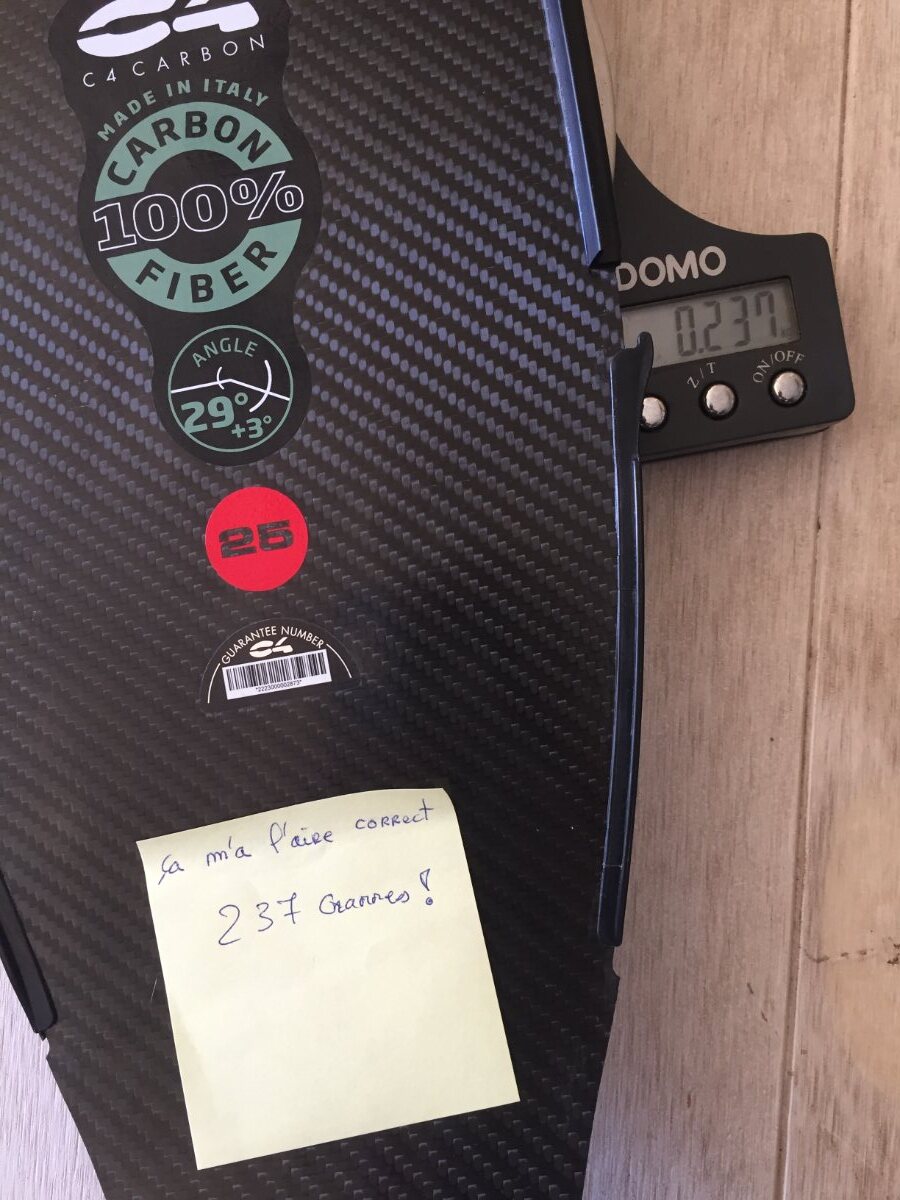 C4
C4 CARBON
MADE IN ITALY
CARBON
100%
FIBER
ANGLE
29°
+3°
25
GUARANTEE NUMBER
C4
DOMO
0.237
Z/T
ON/OFF
ça m'a l'aire correct
237 Grammes!